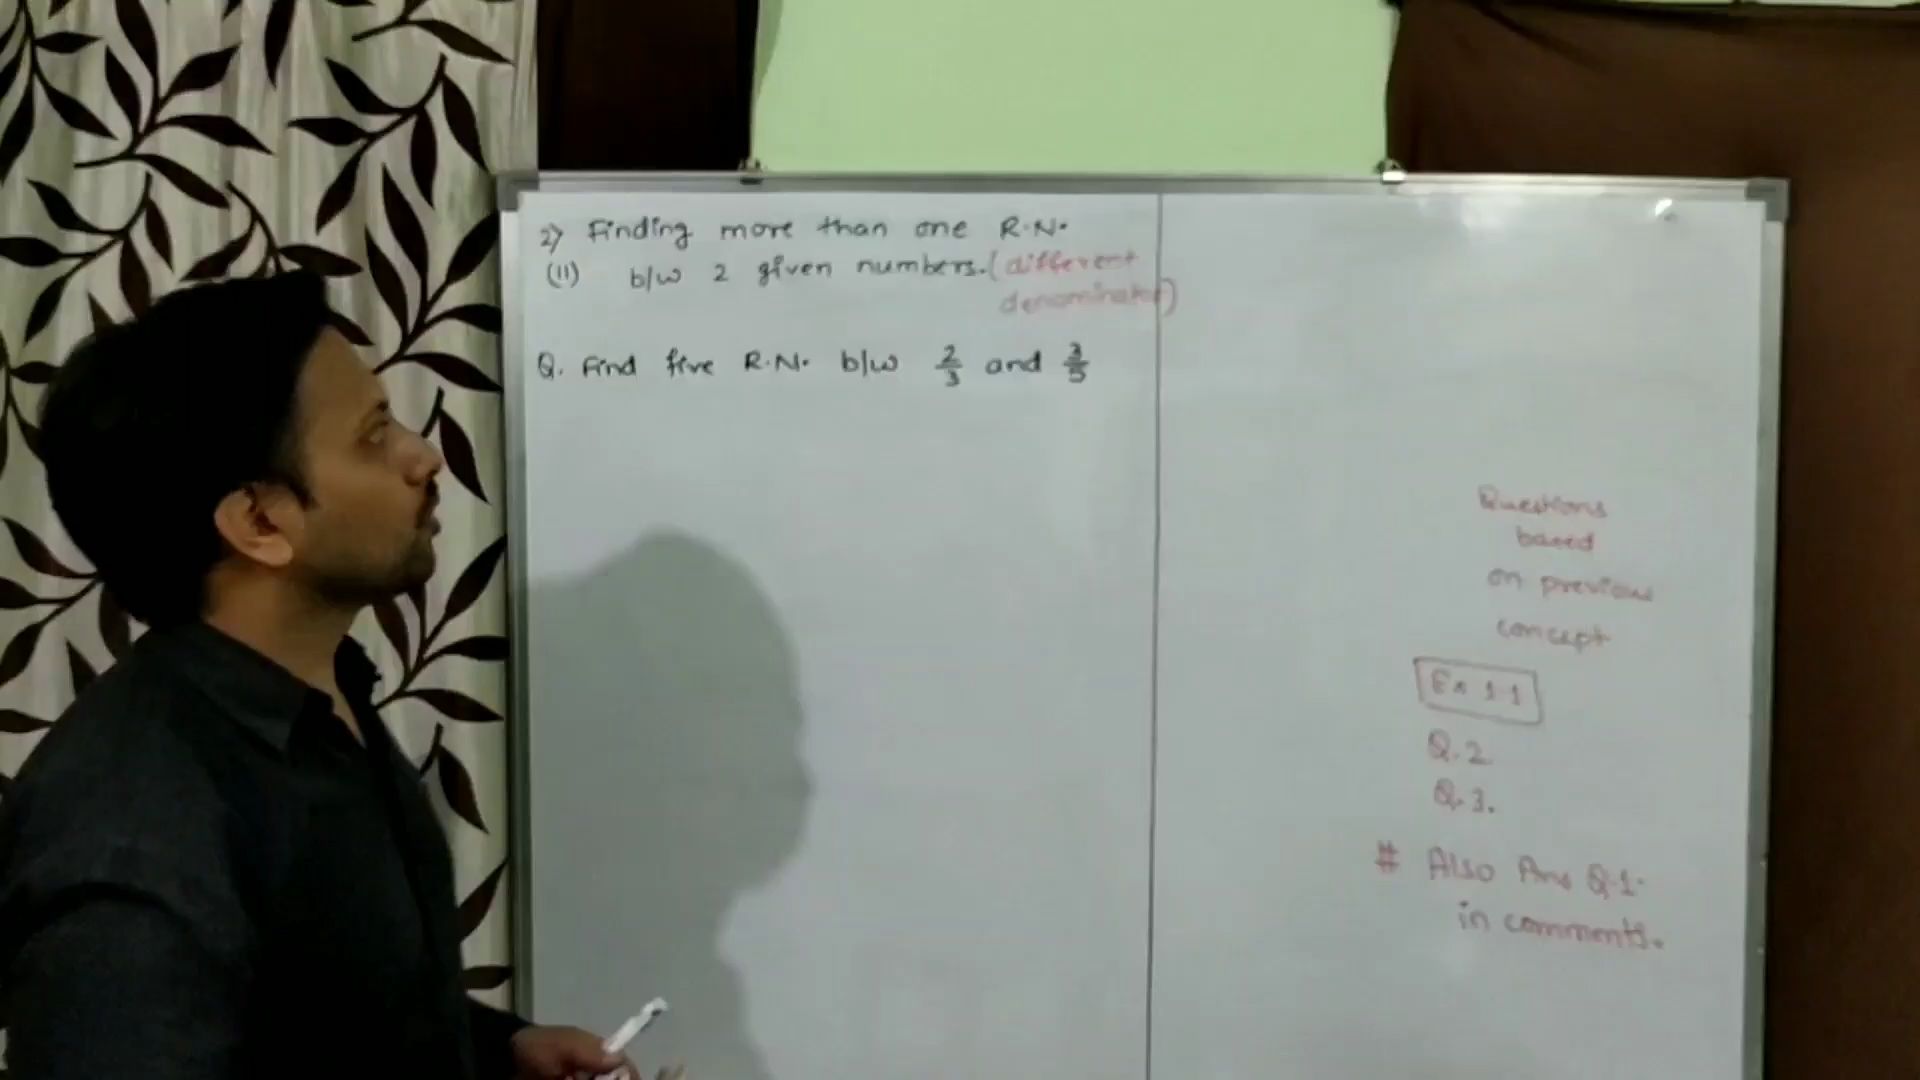 2) Finding more than one R.N.
(II) b/w 2 given numbers. (different
denominator)
Q. Find five R.N. b/w 2/3 and 3/5
Questions
based
on previous
concept
Ex 1.1
Q.2
Q.3.
# Also Ans Q.1.
in comments.